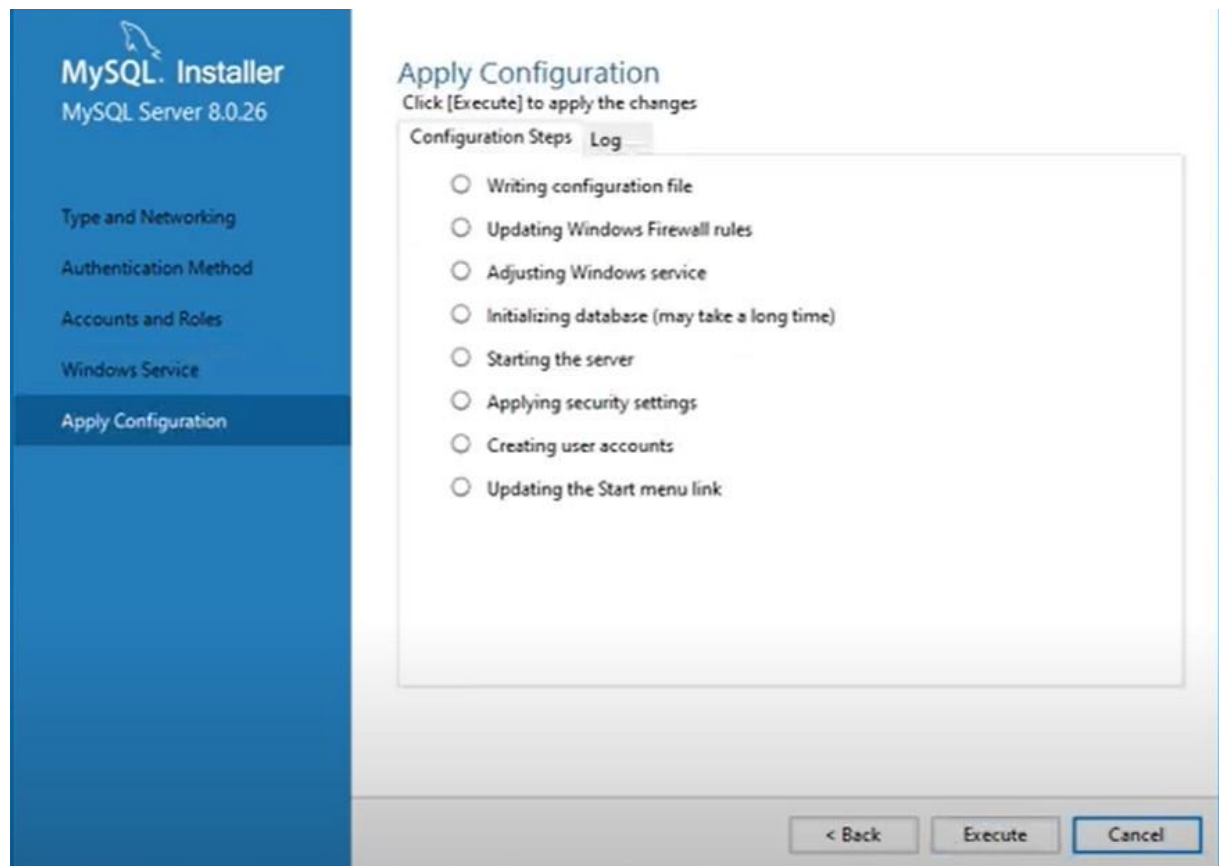 MySQL. Installer
MySQL Server 8.0.26
Type and Networking
Authentication Method
Accounts and Roles
Windows Service
Apply Configuration
Apply Configuration
Click [Execute] to apply the changes
Configuration Steps Log
Writing configuration file
Updating Windows Firewall rules
Adjusting Windows service
Initializing database (may take a long time)
Starting the server
Applying security settings
Creating user accounts
Updating the Start menu link
< Back Execute Cancel